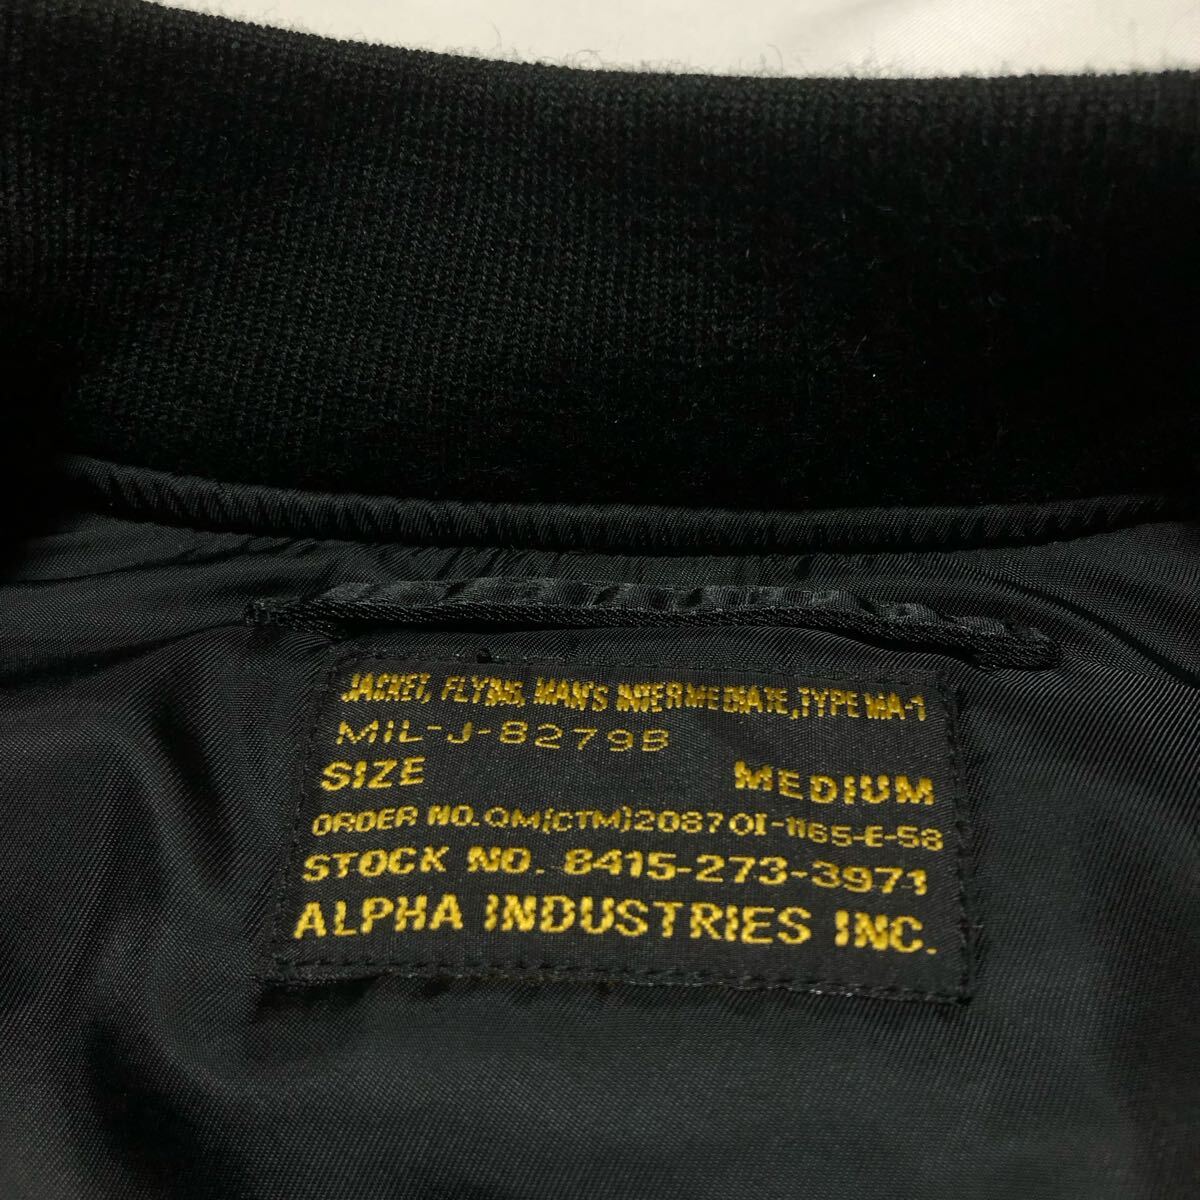 JACKET, FLYING, MAN'S INTERMEDIATE, TYPE MA-1
MIL-J-8279B
SIZE MEDIUM
ORDER NO. QM(CTM)2087 OI-1165-E-58
STOCK NO. 8415-273-3971
ALPHA INDUSTRIES INC.